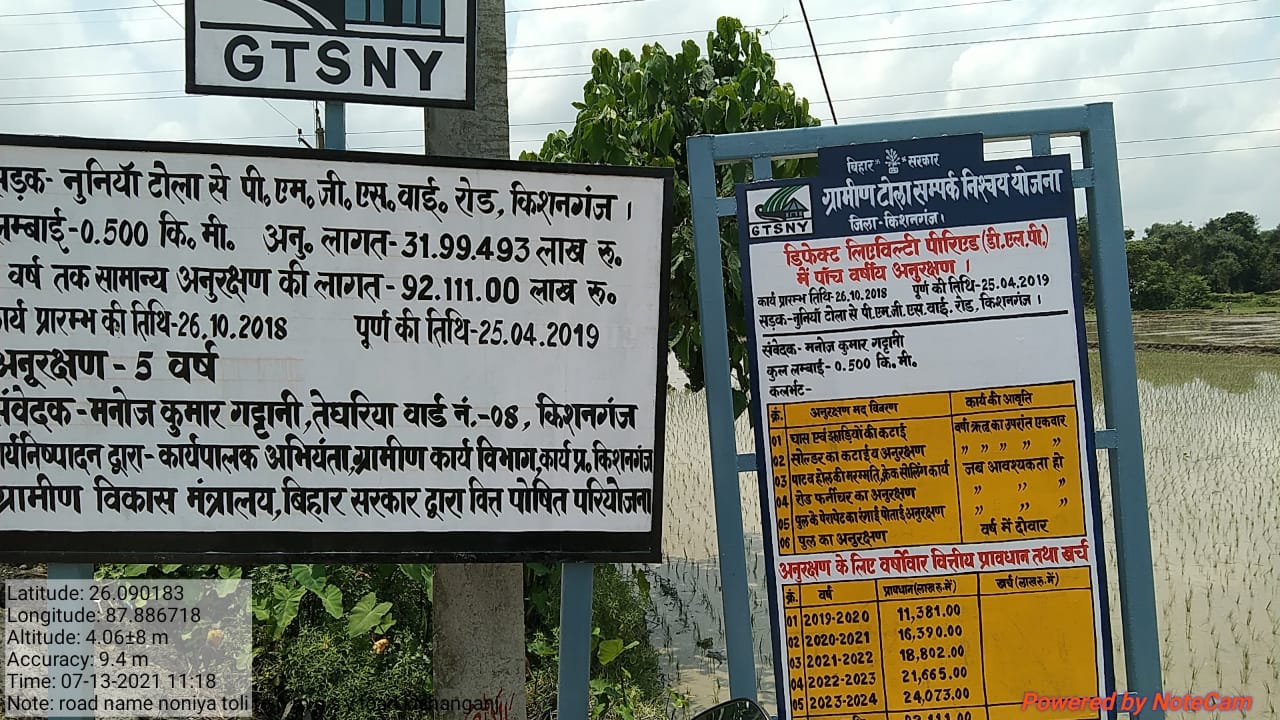 GTSNY
सड़क- नुनियाँ टोला से पी.एम.जी.एस.वाई. रोड, किशनगंज ।
लम्बाई-0.500 कि. मी. अनु. लागत-31.99.493 लाख रू.
वर्ष तक सामान्य अनुरक्षण की लागत- 92.111.00 लाख रू.
कार्य प्रारम्भ की तिथि-26.10.2018 पूर्ण की तिथि-25.04.2019
अनूरक्षण - 5 वर्ष
संवेदक-मनोज कुमार गट्टानी,तेघरिया वार्ड नं.-08, किशनगंज
कार्यनिष्पादन द्वारा- कार्यपालक अभियंता,ग्रामीण कार्य विभाग,कार्य प्र. किशनगंज
ग्रामीण विकास मंत्रालय,बिहार सरकार द्वारा वित्त पोषित परियोजना
बिहार सरकार
ग्रामीण टोला सम्पर्क निश्चय योजना
GTSNY
जिला-किशनगंज.
डिफेक्ट लिएविल्टी पीरिएड (डी.एल.पी.)
में पाँच वर्षीय अनुरक्षण ।
कार्य प्रारम्भ तिथि-26.10.2018 पूर्ण की तिथि-25.04.2019
सड़क-नुनियाँ टोला से पी.एम.जी.एस.वाई. रोड, किशनगंज ।
संवेदक- मनोज कुमार गट्टानी
कुल लम्बाई- 0.500 कि. मी.
कलभर्ट-
क्रं. अनुरक्षण मद विवरण कार्य की आवृति
01 घास एवं झाड़ियों की कटाई वर्षा ऋतु का उपरांत एकबार
02 सोल्डर का कटाई व अनुरक्षण " " " "
03 पाट व होल की मरम्मति, क्रेक सीलिंग कार्य जब आवश्यकता हो
04 रोड फर्नीचर का अनुरक्षण " " "
05 पुल के पेरापेट का रंगाई पोताई अनुरक्षण " " "
06 पुल का अनुरक्षण वर्ष में दोवार
अनुरक्षण के लिए वर्षोवार वित्तीय प्रावधान तथा खर्च
क्रं. वर्ष प्रावधान(लाख रु.में) खर्च (लाख रु. में)
01 2019-2020 11,381.00
02 2020-2021 16,390.00
03 2021-2022 18,802.00
04 2022-2023 21,665.00
05 2023-2024 24,073.00
Latitude: 26.090183
Longitude: 87.886718
Altitude: 4.06±8 m
Accuracy: 9.4 m
Time: 07-13-2021 11:18
Note: road name noniya toli
Powered by NoteCam